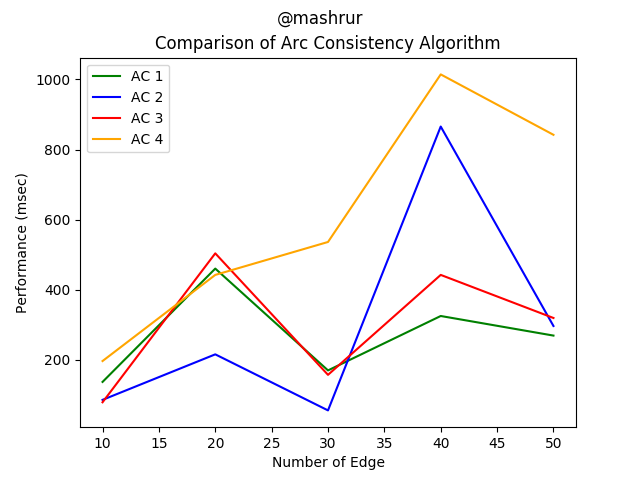 @mashrur
Comparison of Arc Consistency Algorithm
AC 1
AC 2
AC 3
AC 4
Performance (msec)
1000
800
600
400
200
10 15 20 25 30 35 40 45 50
Number of Edge